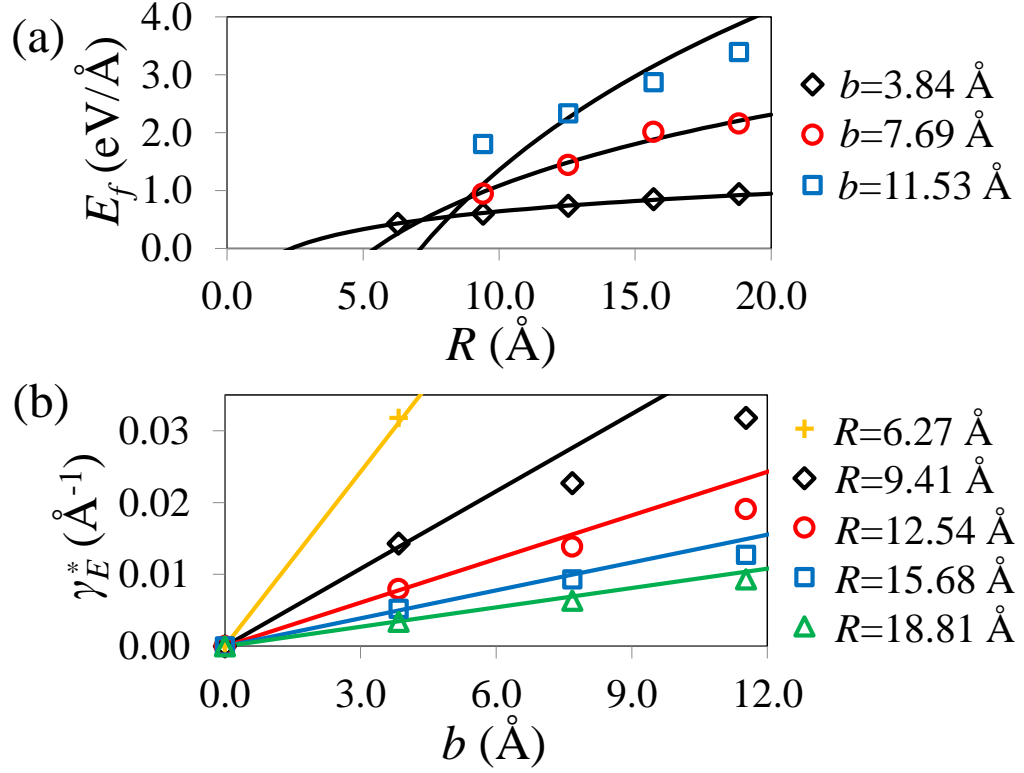 (a)
E_f (eV/Å)
4.0
3.0
2.0
1.0
0.0
0.0 5.0 10.0 15.0 20.0
R (Å)
b=3.84 Å
b=7.69 Å
b=11.53 Å
(b)
γ*_E (Å⁻¹)
0.03
0.02
0.01
0.00
0.0 3.0 6.0 9.0 12.0
b (Å)
R=6.27 Å
R=9.41 Å
R=12.54 Å
R=15.68 Å
R=18.81 Å